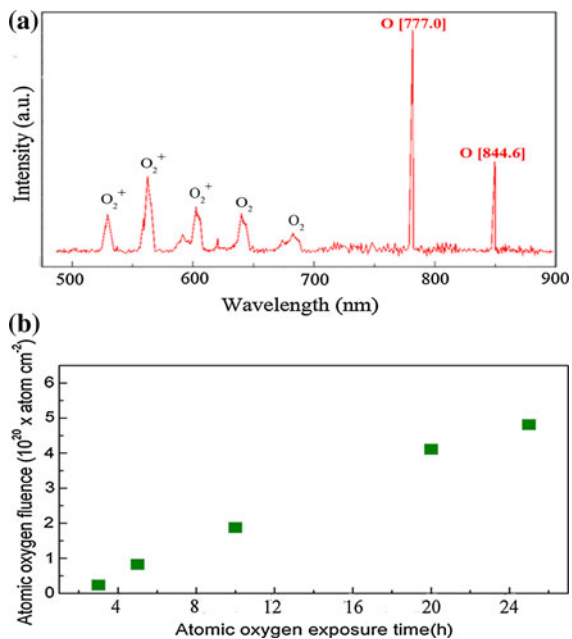 (a)
O [777.0]
O [844.6]
O₂⁺
O₂⁺
O₂⁺
O₂
O₂
Intensity (a.u.)
500 600 700 800 900
Wavelength (nm)
(b)
Atomic oxygen fluence (10²⁰ x atom cm⁻²)
6
5
4
3
2
1
0
4 8 12 16 20 24
Atomic oxygen exposure time(h)